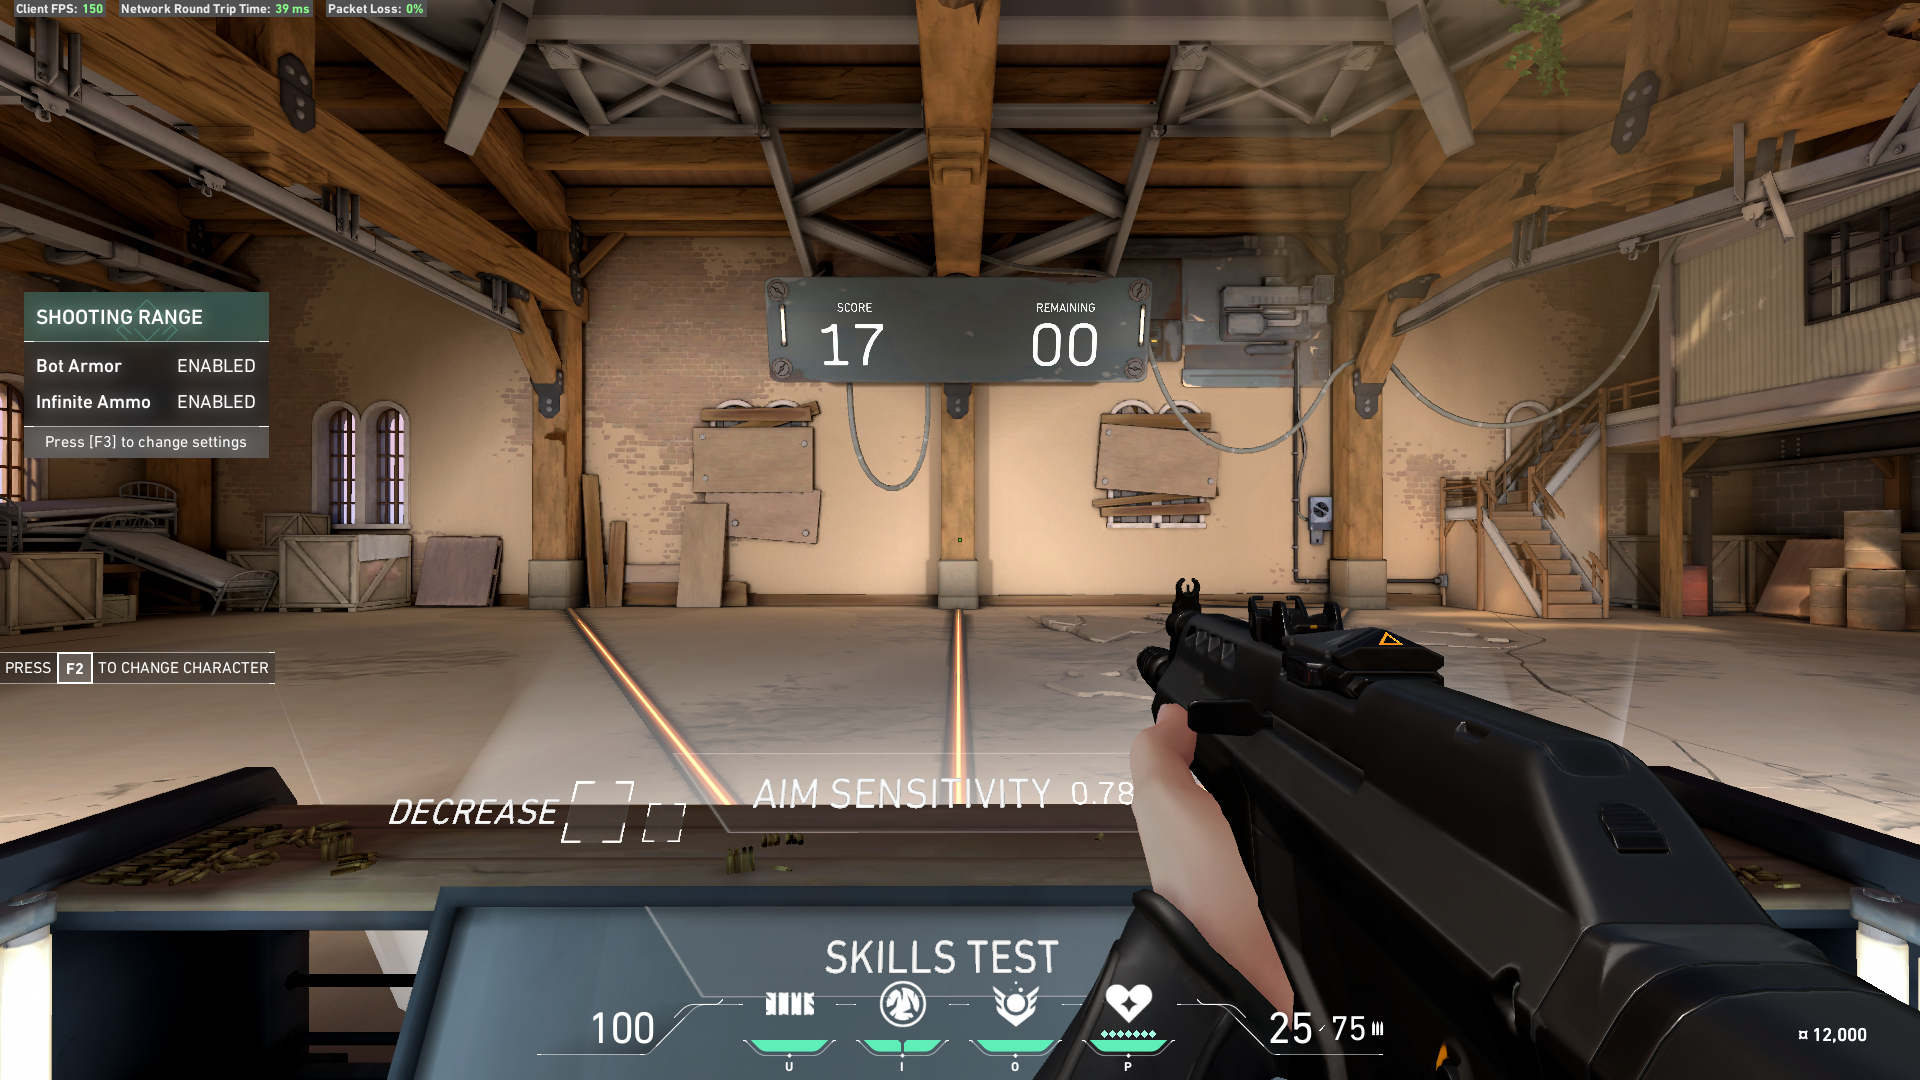 Client FPS: 150 Network Round Trip Time: 39 ms Packet Loss: 0%
SCORE REMAINING
17 00
SHOOTING RANGE
Bot Armor ENABLED
Infinite Ammo ENABLED
Press [F3] to change settings
PRESS F2 TO CHANGE CHARACTER
DECREASE AIM SENSITIVITY 0.78
SKILLS TEST
100 25 / 75
¤ 12,000
U I O P